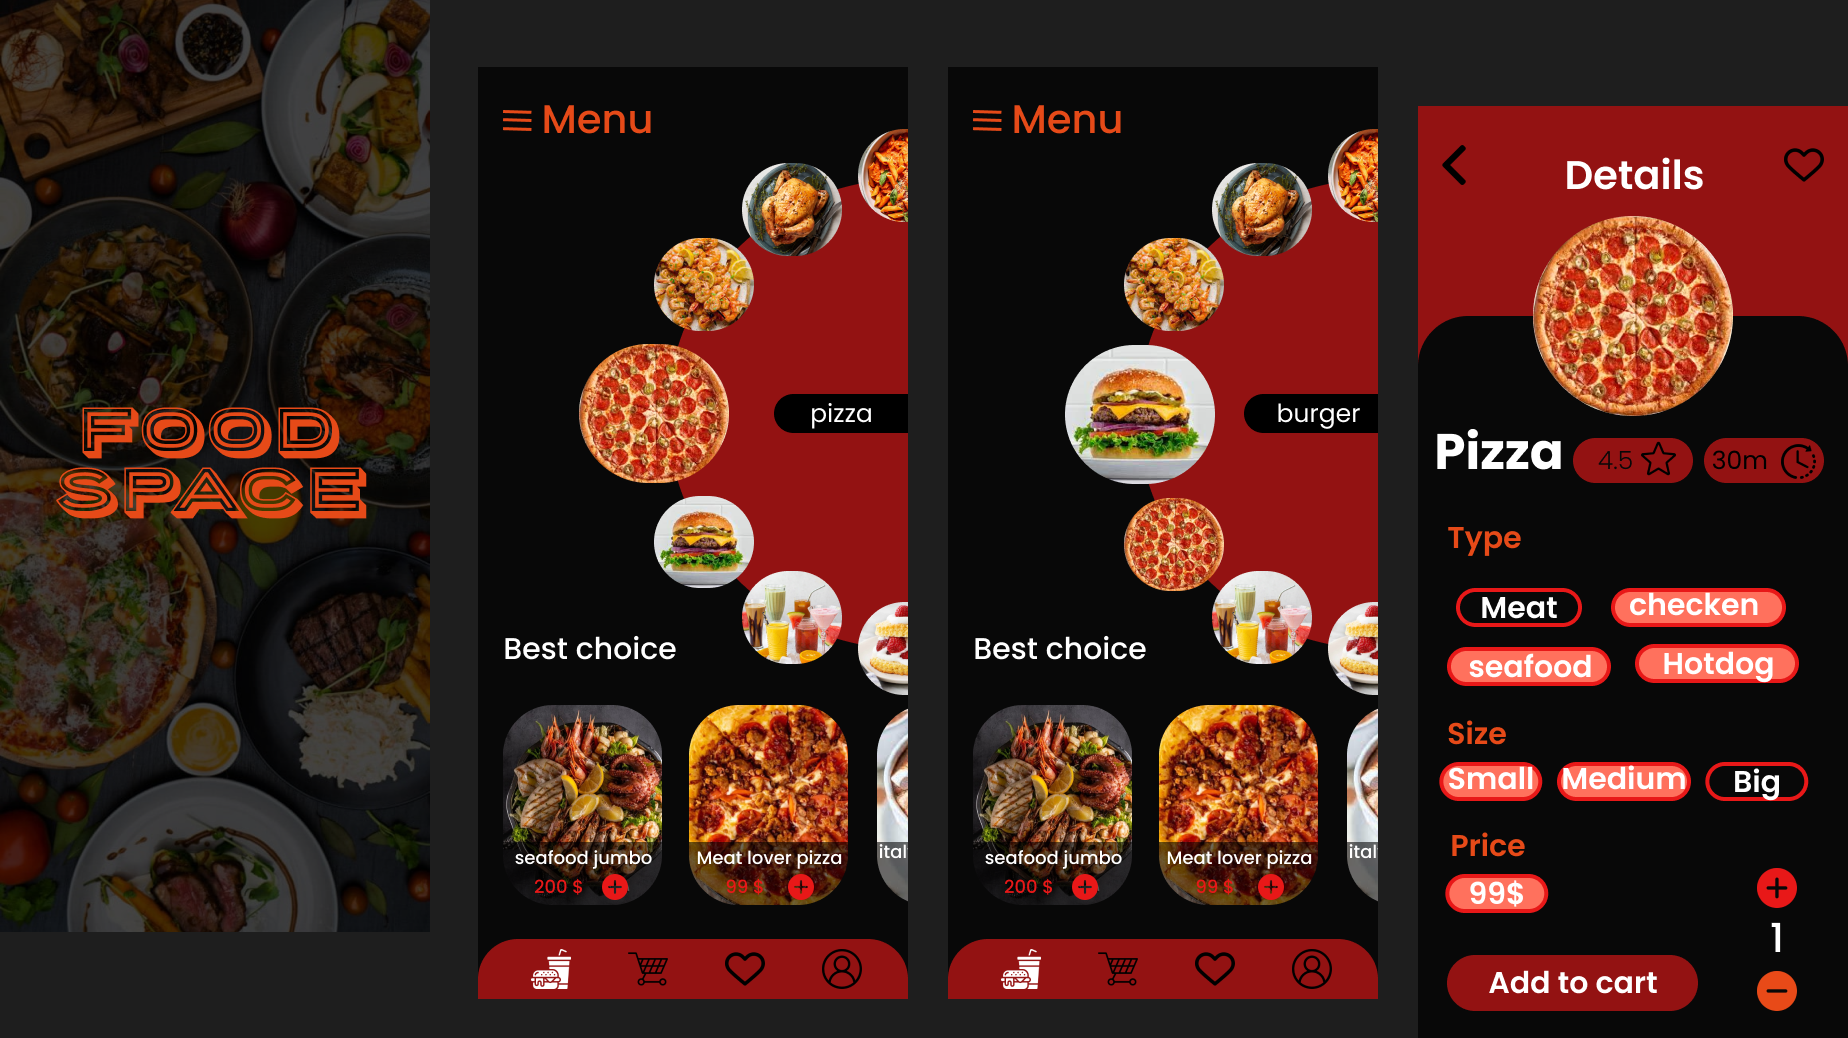 FOOD
SPACE
Menu
pizza
Best choice
seafood jumbo
200 $
Meat lover pizza
99 $
ital
Menu
burger
Best choice
seafood jumbo
200 $
Meat lover pizza
99 $
ital
Details
Pizza 4.5 30m
Type
Meat checken
seafood Hotdog
Size
Small Medium Big
Price
99$
1
Add to cart